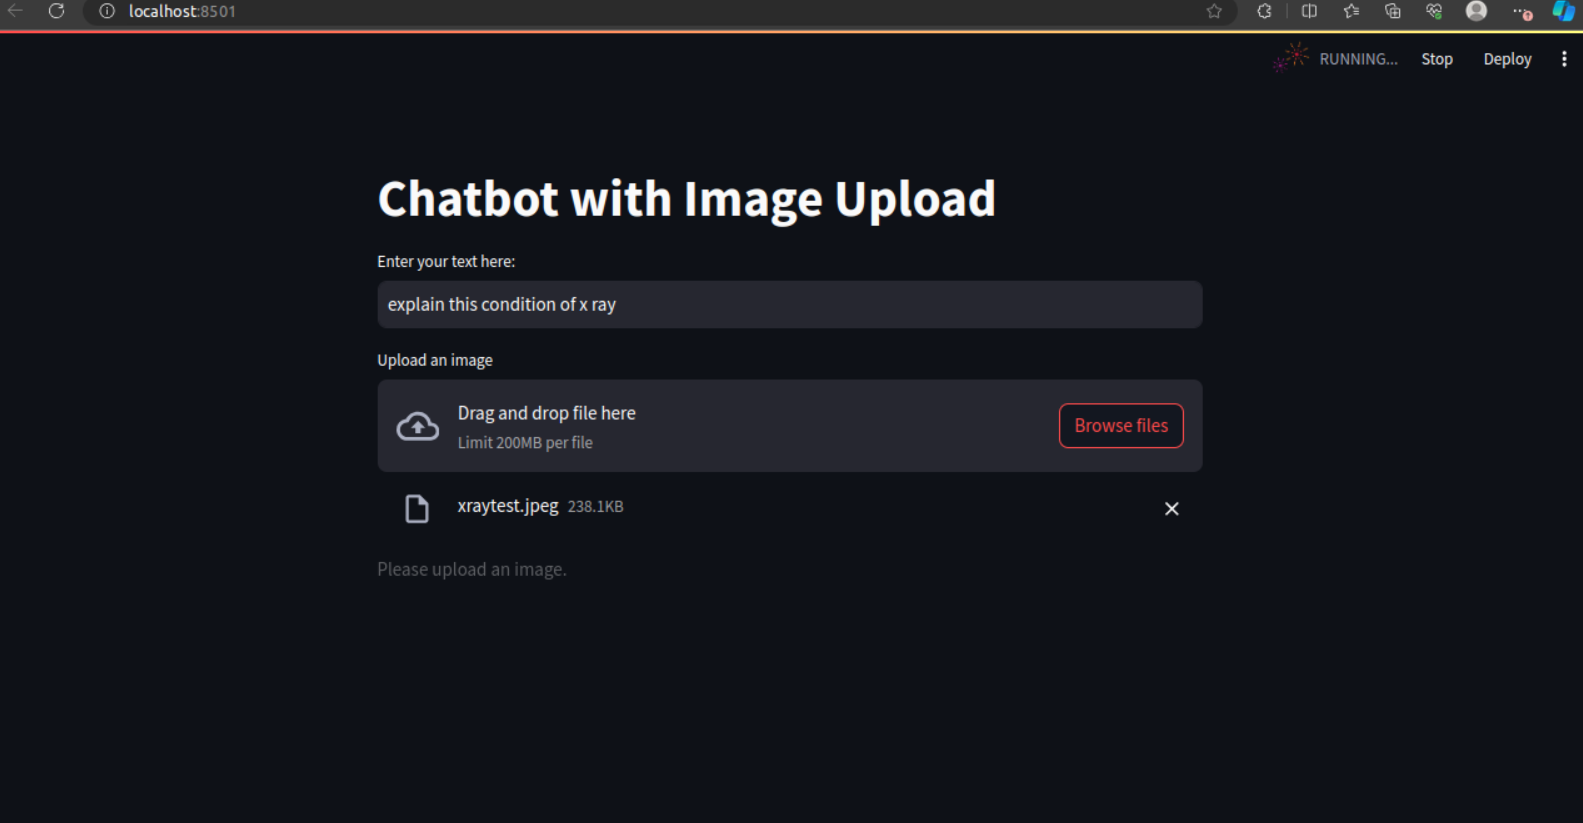 localhost:8501
RUNNING... Stop Deploy
Chatbot with Image Upload
Enter your text here:
explain this condition of x ray
Upload an image
Drag and drop file here
Limit 200MB per file
Browse files
xraytest.jpeg 238.1KB
Please upload an image.